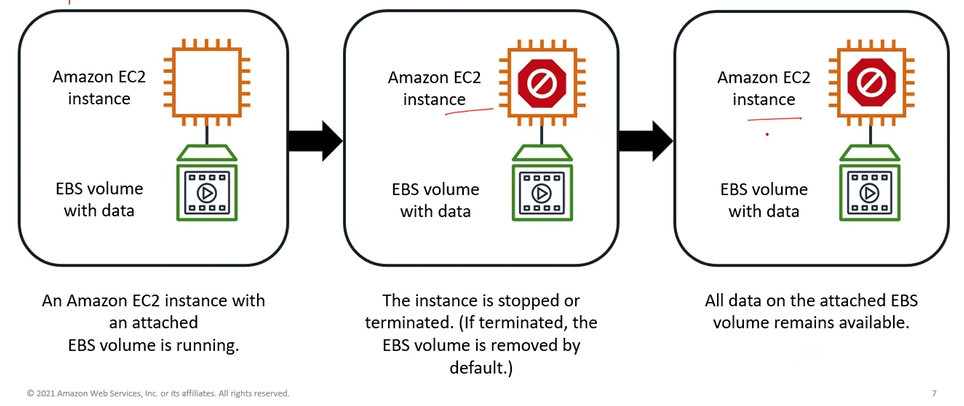 Amazon EC2
instance
EBS volume
with data
An Amazon EC2 instance with
an attached
EBS volume is running.
Amazon EC2
instance
EBS volume
with data
The instance is stopped or
terminated. (If terminated, the
EBS volume is removed by
default.)
Amazon EC2
instance
EBS volume
with data
All data on the attached EBS
volume remains available.
© 2021 Amazon Web Services, Inc. or its affiliates. All rights reserved.
7